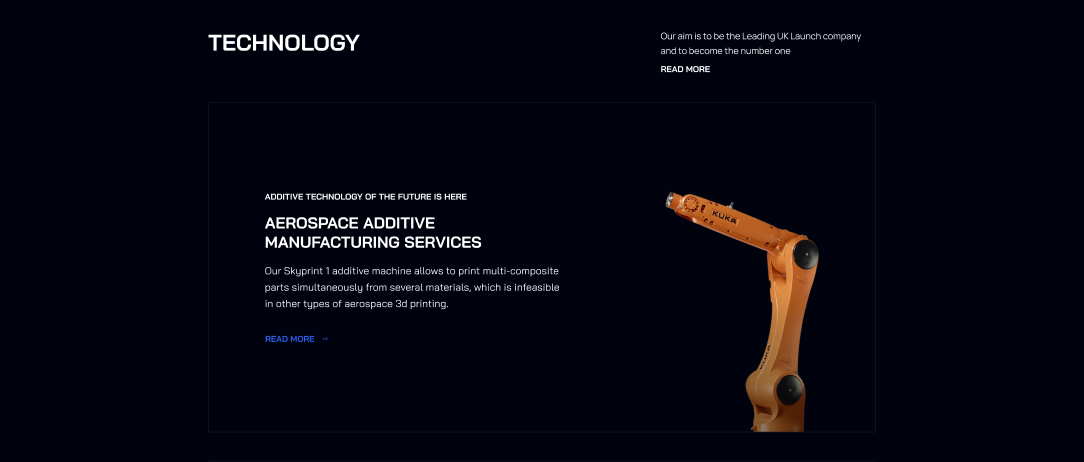 TECHNOLOGY
Our aim is to be the Leading UK Launch company
and to become the number one
READ MORE
ADDITIVE TECHNOLOGY OF THE FUTURE IS HERE
AEROSPACE ADDITIVE
MANUFACTURING SERVICES
Our Skyprint 1 additive machine allows to print multi-composite
parts simultaneously from several materials, which is infeasible
in other types of aerospace 3d printing.
READ MORE →
KUKA
KUKA